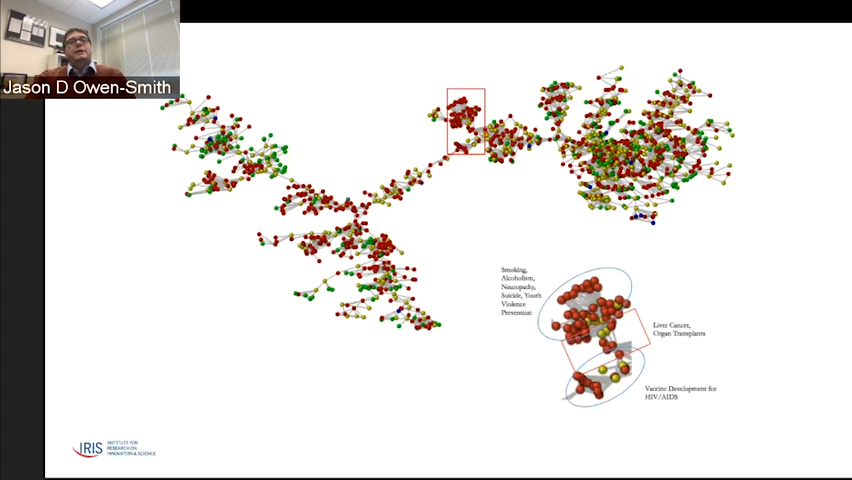 Jason D Owen-Smith
Smoking,
Alcoholism,
Neuropathy,
Suicide, Youth
Violence
Prevention
Liver Cancer,
Organ Transplants
Vaccine Development for
HIV/AIDS
IRIS
INSTITUTE FOR
RESEARCH ON
INNOVATION & SCIENCE